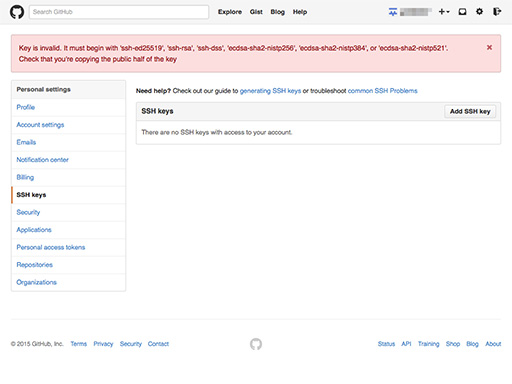 Search GitHub
Explore Gist Blog Help
Key is invalid. It must begin with 'ssh-ed25519', 'ssh-rsa', 'ssh-dss', 'ecdsa-sha2-nistp256', 'ecdsa-sha2-nistp384', or 'ecdsa-sha2-nistp521'.
Check that you're copying the public half of the key
Personal settings
Profile
Account settings
Emails
Notification center
Billing
SSH keys
Security
Applications
Personal access tokens
Repositories
Organizations
Need help? Check out our guide to generating SSH keys or troubleshoot common SSH Problems
SSH keys
Add SSH key
There are no SSH keys with access to your account.
© 2015 GitHub, Inc. Terms Privacy Security Contact
Status API Training Shop Blog About